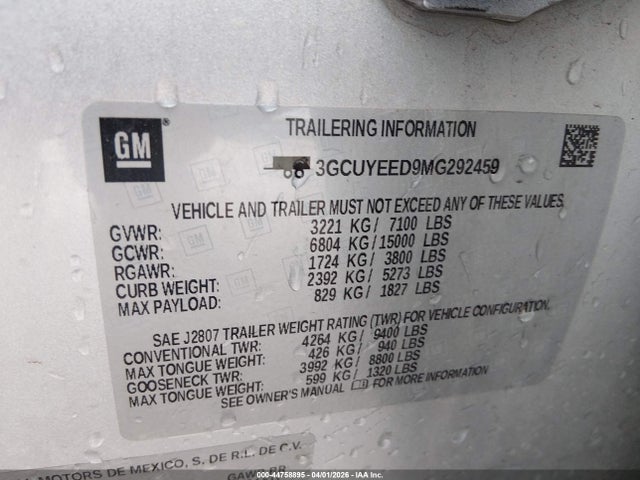 GM
TRAILERING INFORMATION
3GCUYEED9MG292459
VEHICLE AND TRAILER MUST NOT EXCEED ANY OF THESE WEIGHTS
GVWR: 3221 KG/ 7100 LBS
GCWR: 6804 KG/15000 LBS
RGAWR: 1724 KG/ 3800 LBS
CURB WEIGHT: 2392 KG/ 5273 LBS
MAX PAYLOAD: 829 KG/ 1827 LBS
SAE J2807 TRAILER WEIGHT RATING (TWR) FOR VEHICLE CONFIGURATION.
CONVENTIONAL TWR: 4264 KG/ 9400 LBS
MAX TONGUE WEIGHT: 426 KG/ 940 LBS
GOOSENECK TWR: 3992 KG/ 8800 LBS
MAX TONGUE WEIGHT: 599 KG/ 1320 LBS
SEE OWNER'S MANUAL FOR MORE INFORMATION
MOTORS DE MEXICO, S. DE R.L. DE C.V.
GAWR RR
000-44758895 - 04/01/2026 - IAA Inc.